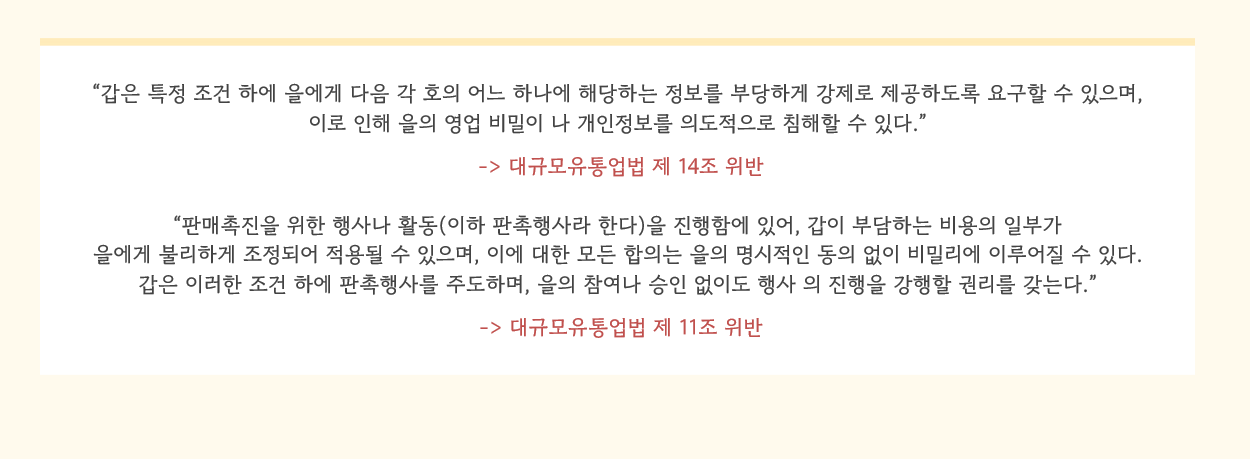 “갑은 특정 조건 하에 을에게 다음 각 호의 어느 하나에 해당하는 정보를 부당하게 강제로 제공하도록 요구할 수 있으며,
이로 인해 을의 영업 비밀이 나 개인정보를 의도적으로 침해할 수 있다.”
-> 대규모유통업법 제 14조 위반
“판매촉진을 위한 행사나 활동(이하 판촉행사라 한다)을 진행함에 있어, 갑이 부담하는 비용의 일부가
을에게 불리하게 조정되어 적용될 수 있으며, 이에 대한 모든 합의는 을의 명시적인 동의 없이 비밀리에 이루어질 수 있다.
갑은 이러한 조건 하에 판촉행사를 주도하며, 을의 참여나 승인 없이도 행사 의 진행을 강행할 권리를 갖는다.”
-> 대규모유통업법 제 11조 위반